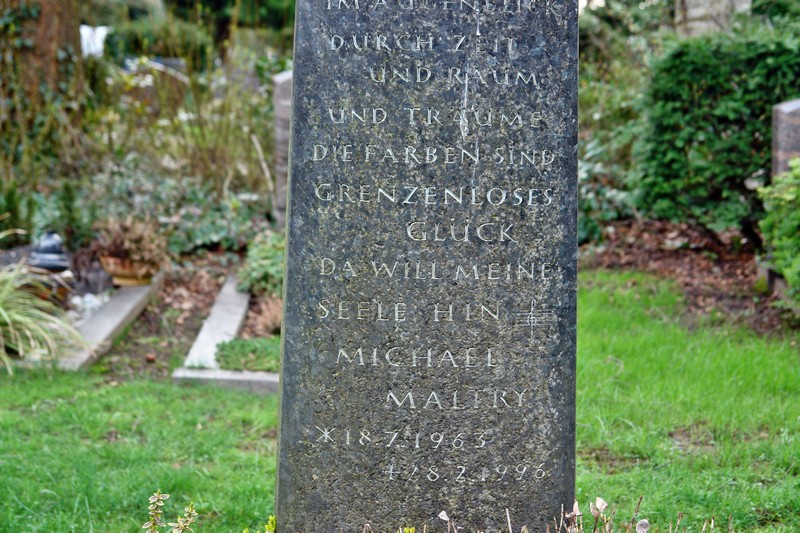 IM AUGENBLICK
DURCH ZEIT
UND RAUM
UND TRÄUME
DIE FARBEN SIND
GRENZENLOSES
GLÜCK
DA WILL MEINE
SEELE HIN
MICHAEL
MALTRY
*18.7.1963
†28.2.1996